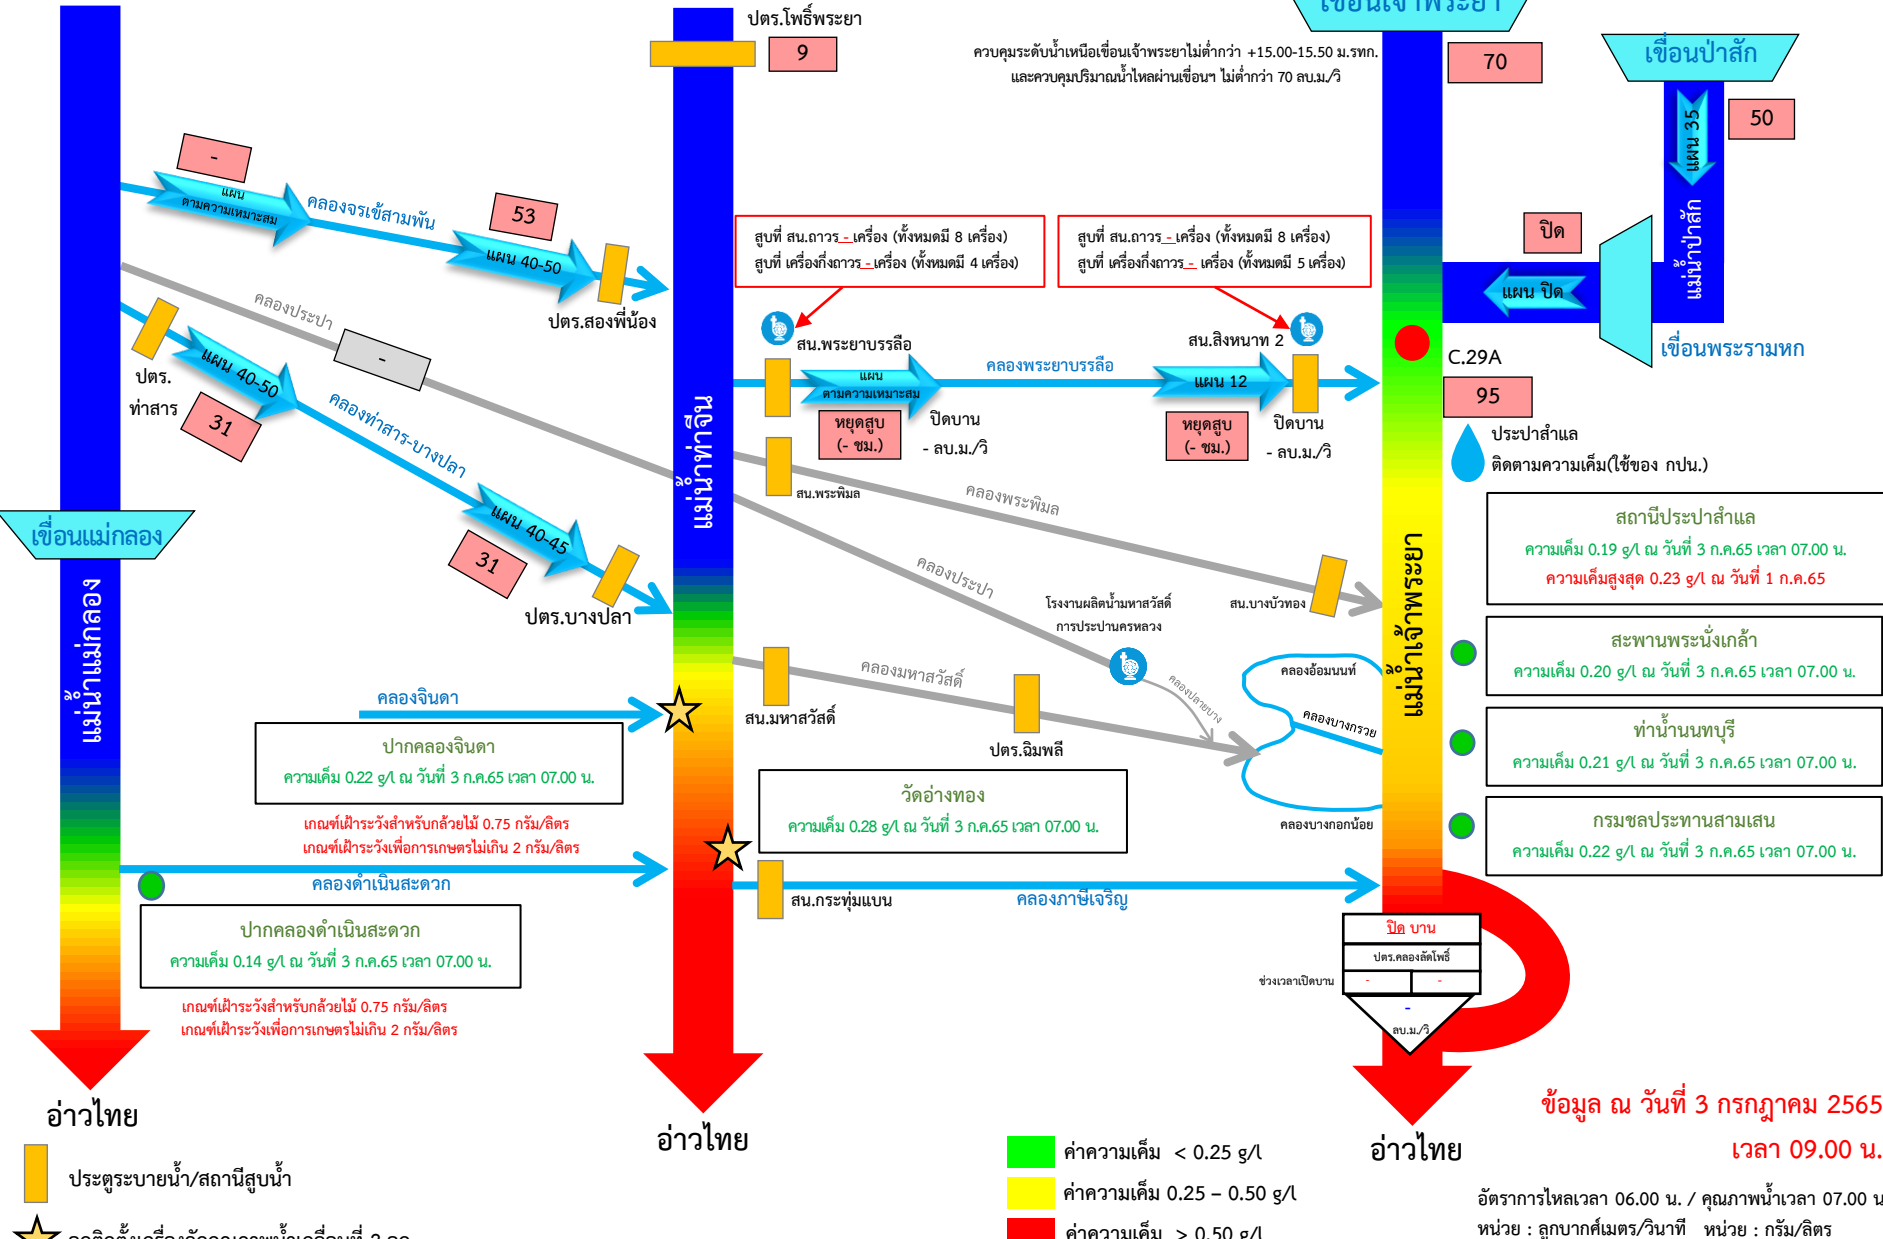 เขื่อนเจ้าพระยา
ปตร.โพธิ์พระยา
9
ควบคุมระดับน้ำเหนือเขื่อนเจ้าพระยาไม่ต่ำกว่า +15.00-15.50 ม.รทก.
และควบคุมปริมาณน้ำไหลผ่านเขื่อนฯ ไม่ต่ำกว่า 70 ลบ.ม./วิ
70
เขื่อนป่าสัก
50
แผน 35
แม่น้ำป่าสัก
ปิด
แผน ปิด
เขื่อนพระรามหก
-
แผน
ตามความเหมาะสม
คลองจรเข้สามพัน
53
แผน 40-50
ปตร.สองพี่น้อง
สูบที่ สน.ถาวร - เครื่อง (ทั้งหมดมี 8 เครื่อง)
สูบที่ เครื่องกึ่งถาวร - เครื่อง (ทั้งหมดมี 4 เครื่อง)
สูบที่ สน.ถาวร - เครื่อง (ทั้งหมดมี 8 เครื่อง)
สูบที่ เครื่องกึ่งถาวร - เครื่อง (ทั้งหมดมี 5 เครื่อง)
คลองประปา
-
ปตร.
ท่าสาร
แผน 40-50
31
คลองท่าสาร-บางปลา
แผน 40-45
31
ปตร.บางปลา
แม่น้ำท่าจีน
สน.พระยาบรรลือ
แผน
ตามความเหมาะสม
หยุดสูบ
(- ชม.)
ปิดบาน
- ลบ.ม./วิ
คลองพระยาบรรลือ
สน.สิงหนาท 2
แผน 12
หยุดสูบ
(- ชม.)
ปิดบาน
- ลบ.ม./วิ
C.29A
95
ประปาสำแล
ติดตามความเค็ม(ใช้ของ กปน.)
สน.พระพิมล
คลองพระพิมล
สน.บางบัวทอง
คลองประปา
โรงงานผลิตน้ำมหาสวัสดิ์
การประปานครหลวง
เขื่อนแม่กลอง
แม่น้ำแม่กลอง
แม่น้ำเจ้าพระยา
สถานีประปาสำแล
ความเค็ม 0.19 g/l ณ วันที่ 3 ก.ค.65 เวลา 07.00 น.
ความเค็มสูงสุด 0.23 g/l ณ วันที่ 1 ก.ค.65
สะพานพระนั่งเกล้า
ความเค็ม 0.20 g/l ณ วันที่ 3 ก.ค.65 เวลา 07.00 น.
ท่าน้ำนนทบุรี
ความเค็ม 0.21 g/l ณ วันที่ 3 ก.ค.65 เวลา 07.00 น.
กรมชลประทานสามเสน
ความเค็ม 0.22 g/l ณ วันที่ 3 ก.ค.65 เวลา 07.00 น.
คลองมหาสวัสดิ์
สน.มหาสวัสดิ์
ปตร.ฉิมพลี
คลองปลายบาง
คลองอ้อมนนท์
คลองบางกรวย
คลองบางกอกน้อย
คลองจินดา
ปากคลองจินดา
ความเค็ม 0.22 g/l ณ วันที่ 3 ก.ค.65 เวลา 07.00 น.
เกณฑ์เฝ้าระวังสำหรับกล้วยไม้ 0.75 กรัม/ลิตร
เกณฑ์เฝ้าระวังเพื่อการเกษตรไม่เกิน 2 กรัม/ลิตร
วัดอ่างทอง
ความเค็ม 0.28 g/l ณ วันที่ 3 ก.ค.65 เวลา 07.00 น.
คลองดำเนินสะดวก
ปากคลองดำเนินสะดวก
ความเค็ม 0.14 g/l ณ วันที่ 3 ก.ค.65 เวลา 07.00 น.
เกณฑ์เฝ้าระวังสำหรับกล้วยไม้ 0.75 กรัม/ลิตร
เกณฑ์เฝ้าระวังเพื่อการเกษตรไม่เกิน 2 กรัม/ลิตร
สน.กระทุ่มแบน
คลองภาษีเจริญ
ปิด บาน
ปตร.คลองลัดโพธิ์
ช่วงเวลาเปิดบาน
- -
-
ลบ.ม./วิ
อ่าวไทย
อ่าวไทย
อ่าวไทย
ข้อมูล ณ วันที่ 3 กรกฎาคม 2565
เวลา 09.00 น.
ประตูระบายน้ำ/สถานีสูบน้ำ
ค่าความเค็ม < 0.25 g/l
ค่าความเค็ม 0.25 – 0.50 g/l
ค่าความเค็ม > 0.50 g/l
อัตราการไหลเวลา 06.00 น. / คุณภาพน้ำเวลา 07.00 น
หน่วย : ลูกบากศ์เมตร/วินาที หน่วย : กรัม/ลิตร